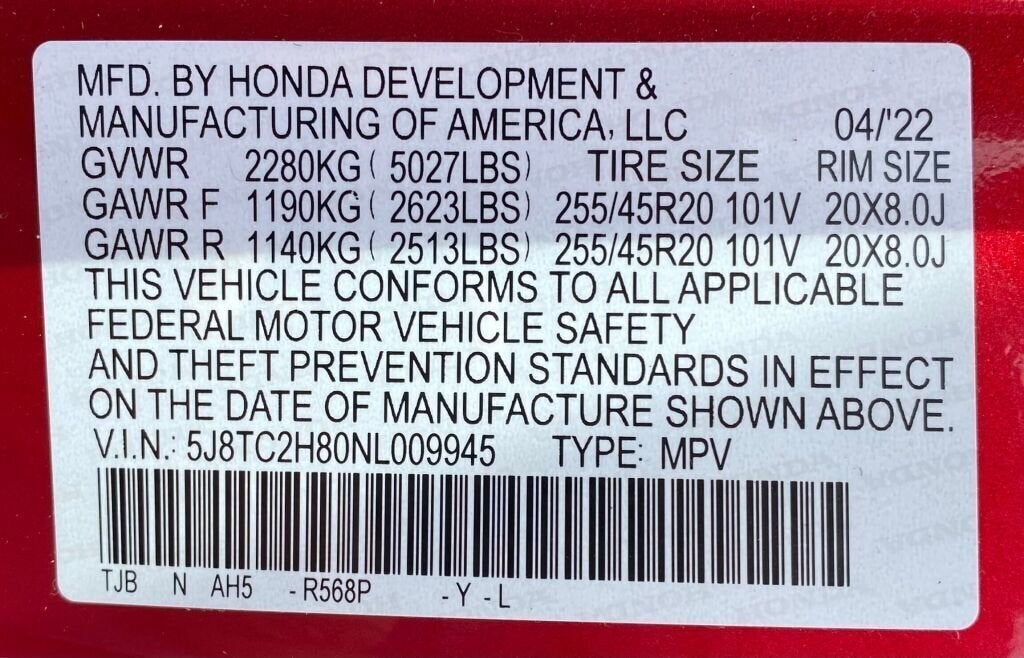 MFD. BY HONDA DEVELOPMENT &
MANUFACTURING OF AMERICA, LLC 04/'22
GVWR 2280KG ( 5027LBS) TIRE SIZE RIM SIZE
GAWR F 1190KG ( 2623LBS) 255/45R20 101V 20X8.0J
GAWR R 1140KG ( 2513LBS) 255/45R20 101V 20X8.0J
THIS VEHICLE CONFORMS TO ALL APPLICABLE
FEDERAL MOTOR VEHICLE SAFETY
AND THEFT PREVENTION STANDARDS IN EFFECT
ON THE DATE OF MANUFACTURE SHOWN ABOVE.
V.I.N.: 5J8TC2H80NL009945 TYPE: MPV
TJB N AH5 - R568P - Y - L